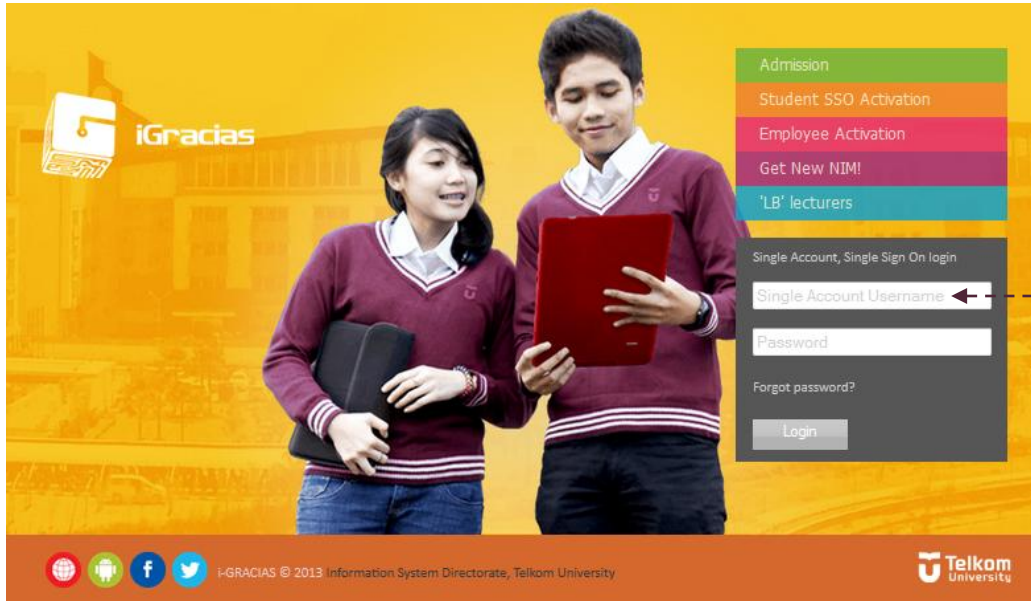 iGracias
Admission
Student SSO Activation
Employee Activation
Get New NIM!
'LB' lecturers
Single Account, Single Sign On login
Single Account Username
Password
Forgot password?
Login
i-GRACIAS © 2013 Information System Directorate, Telkom University
Telkom
University